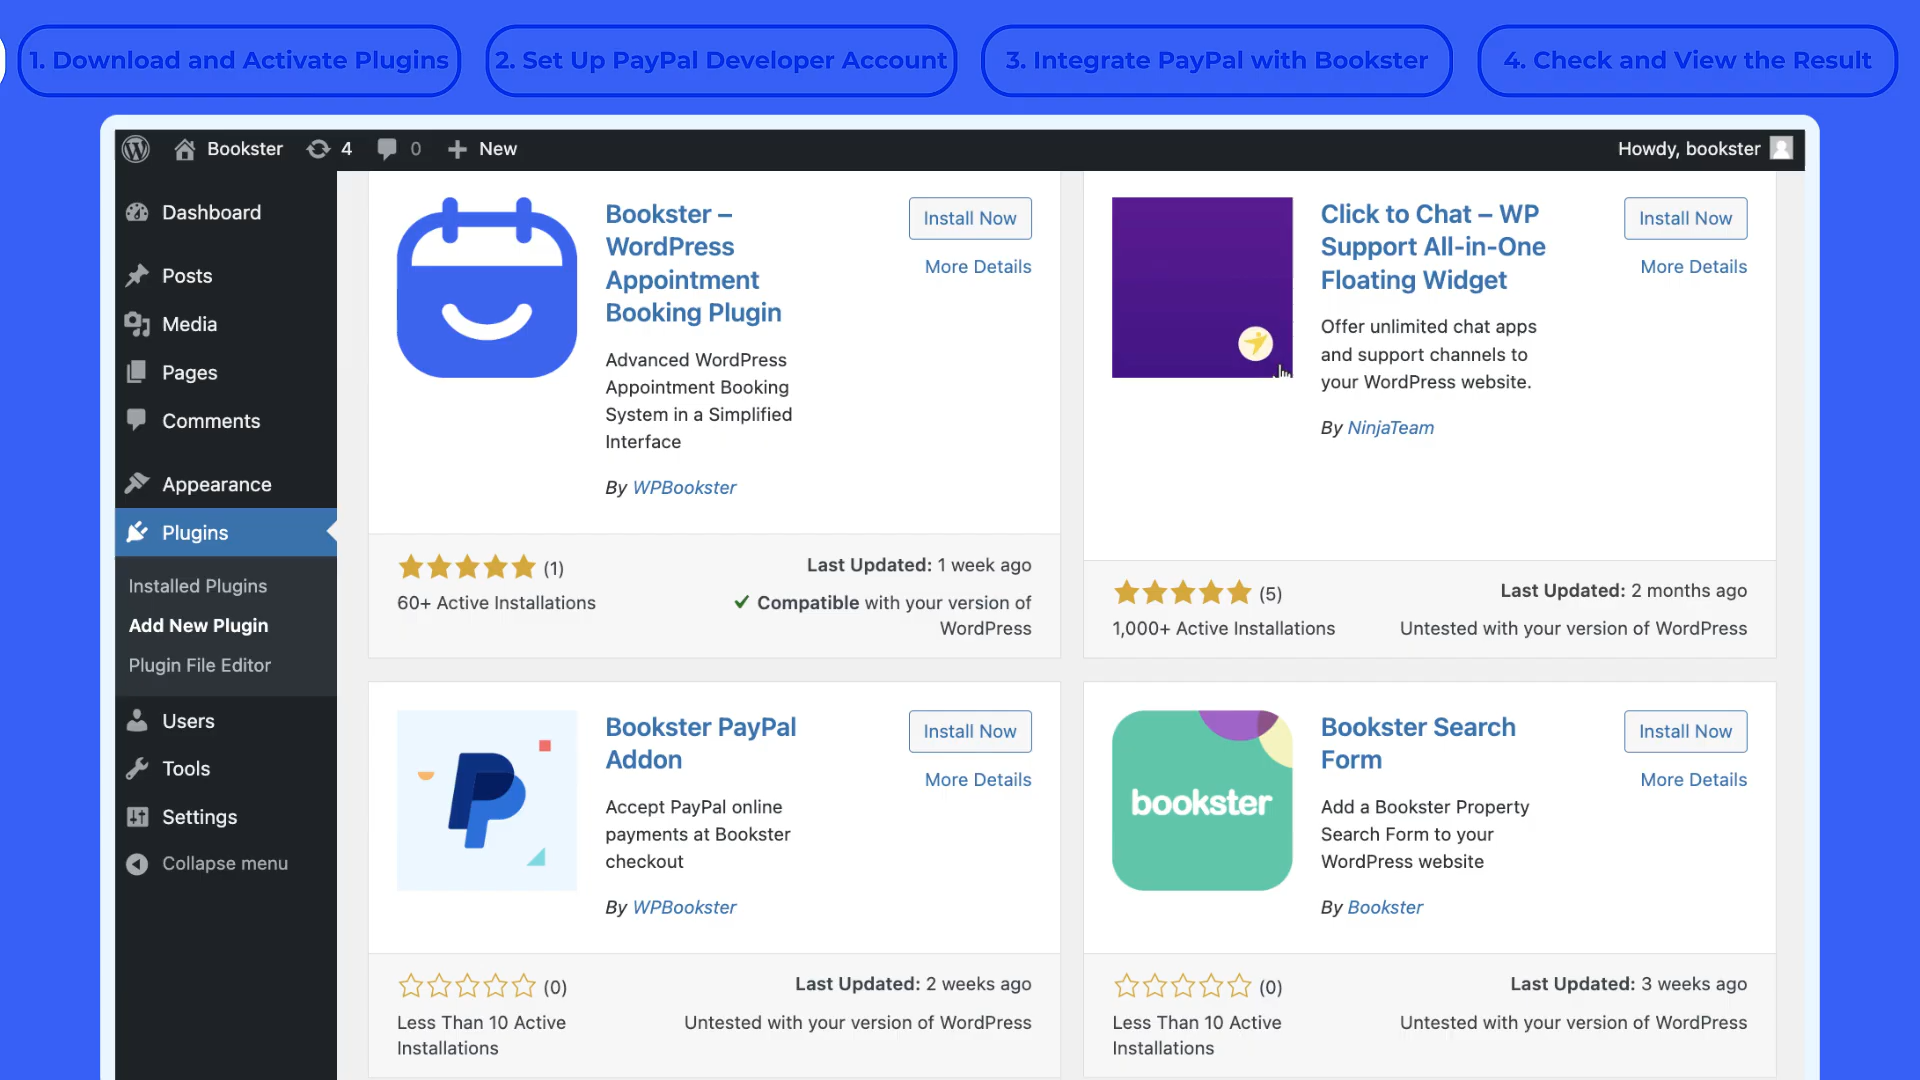 1. Download and Activate Plugins
2. Set Up PayPal Developer Account
3. Integrate PayPal with Bookster
4. Check and View the Result
Bookster
4
0
New
Howdy, bookster
Dashboard
Posts
Media
Pages
Comments
Appearance
Plugins
Installed Plugins
Add New Plugin
Plugin File Editor
Users
Tools
Settings
Collapse menu
Bookster –
WordPress
Appointment
Booking Plugin
Install Now
More Details
Advanced WordPress
Appointment Booking
System in a Simplified
Interface
By WPBookster
(1)
60+ Active Installations
Last Updated: 1 week ago
Compatible with your version of
WordPress
Click to Chat – WP
Support All-in-One
Floating Widget
Install Now
More Details
Offer unlimited chat apps
and support channels to
your WordPress website.
By NinjaTeam
(5)
1,000+ Active Installations
Last Updated: 2 months ago
Untested with your version of WordPress
Bookster PayPal
Addon
Install Now
More Details
Accept PayPal online
payments at Bookster
checkout
By WPBookster
(0)
Less Than 10 Active
Installations
Last Updated: 2 weeks ago
Untested with your version of WordPress
bookster
Bookster Search
Form
Install Now
More Details
Add a Bookster Property
Search Form to your
WordPress website
By Bookster
(0)
Less Than 10 Active
Installations
Last Updated: 3 weeks ago
Untested with your version of WordPress